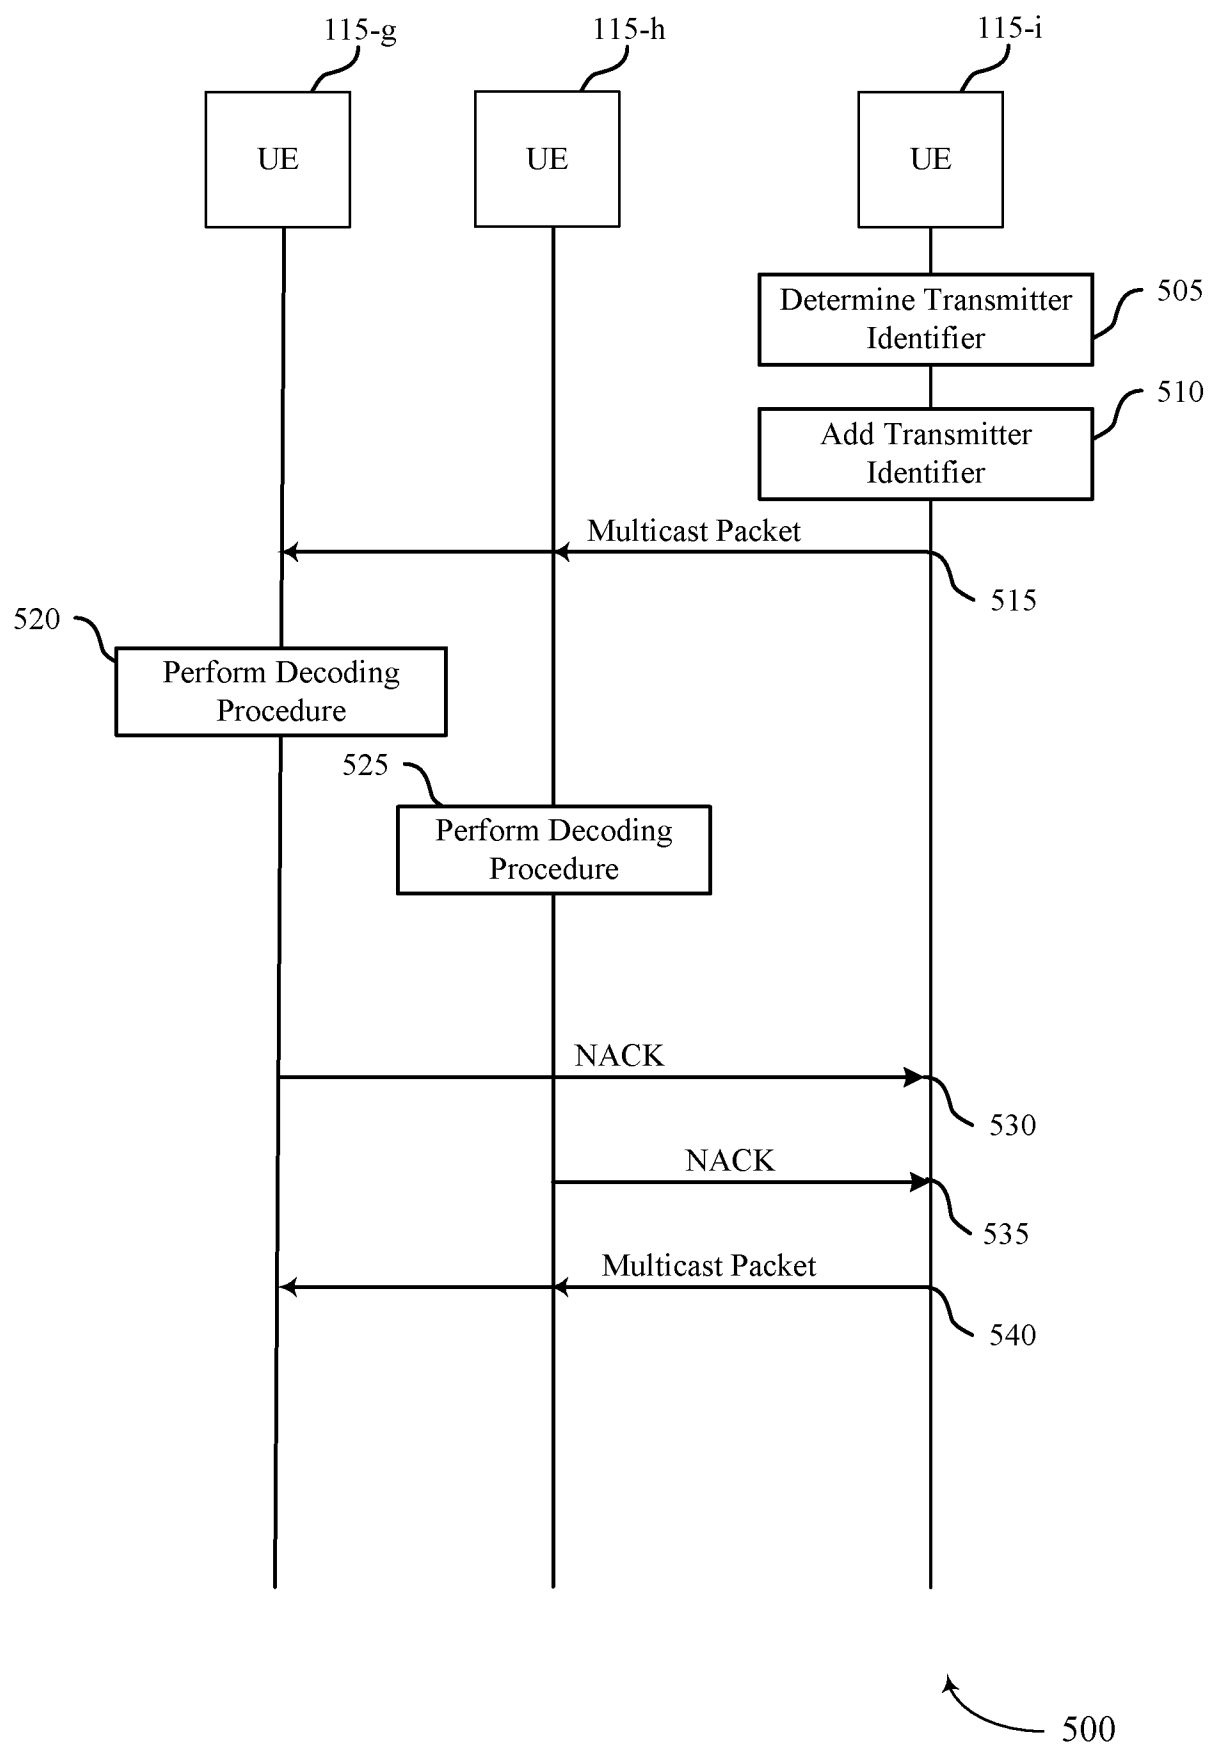 115-g
115-h
115-i
UE
UE
UE
Determine Transmitter
Identifier
505
Add Transmitter
Identifier
510
Multicast Packet
515
520
Perform Decoding
Procedure
525
Perform Decoding
Procedure
NACK
530
NACK
535
Multicast Packet
540
500